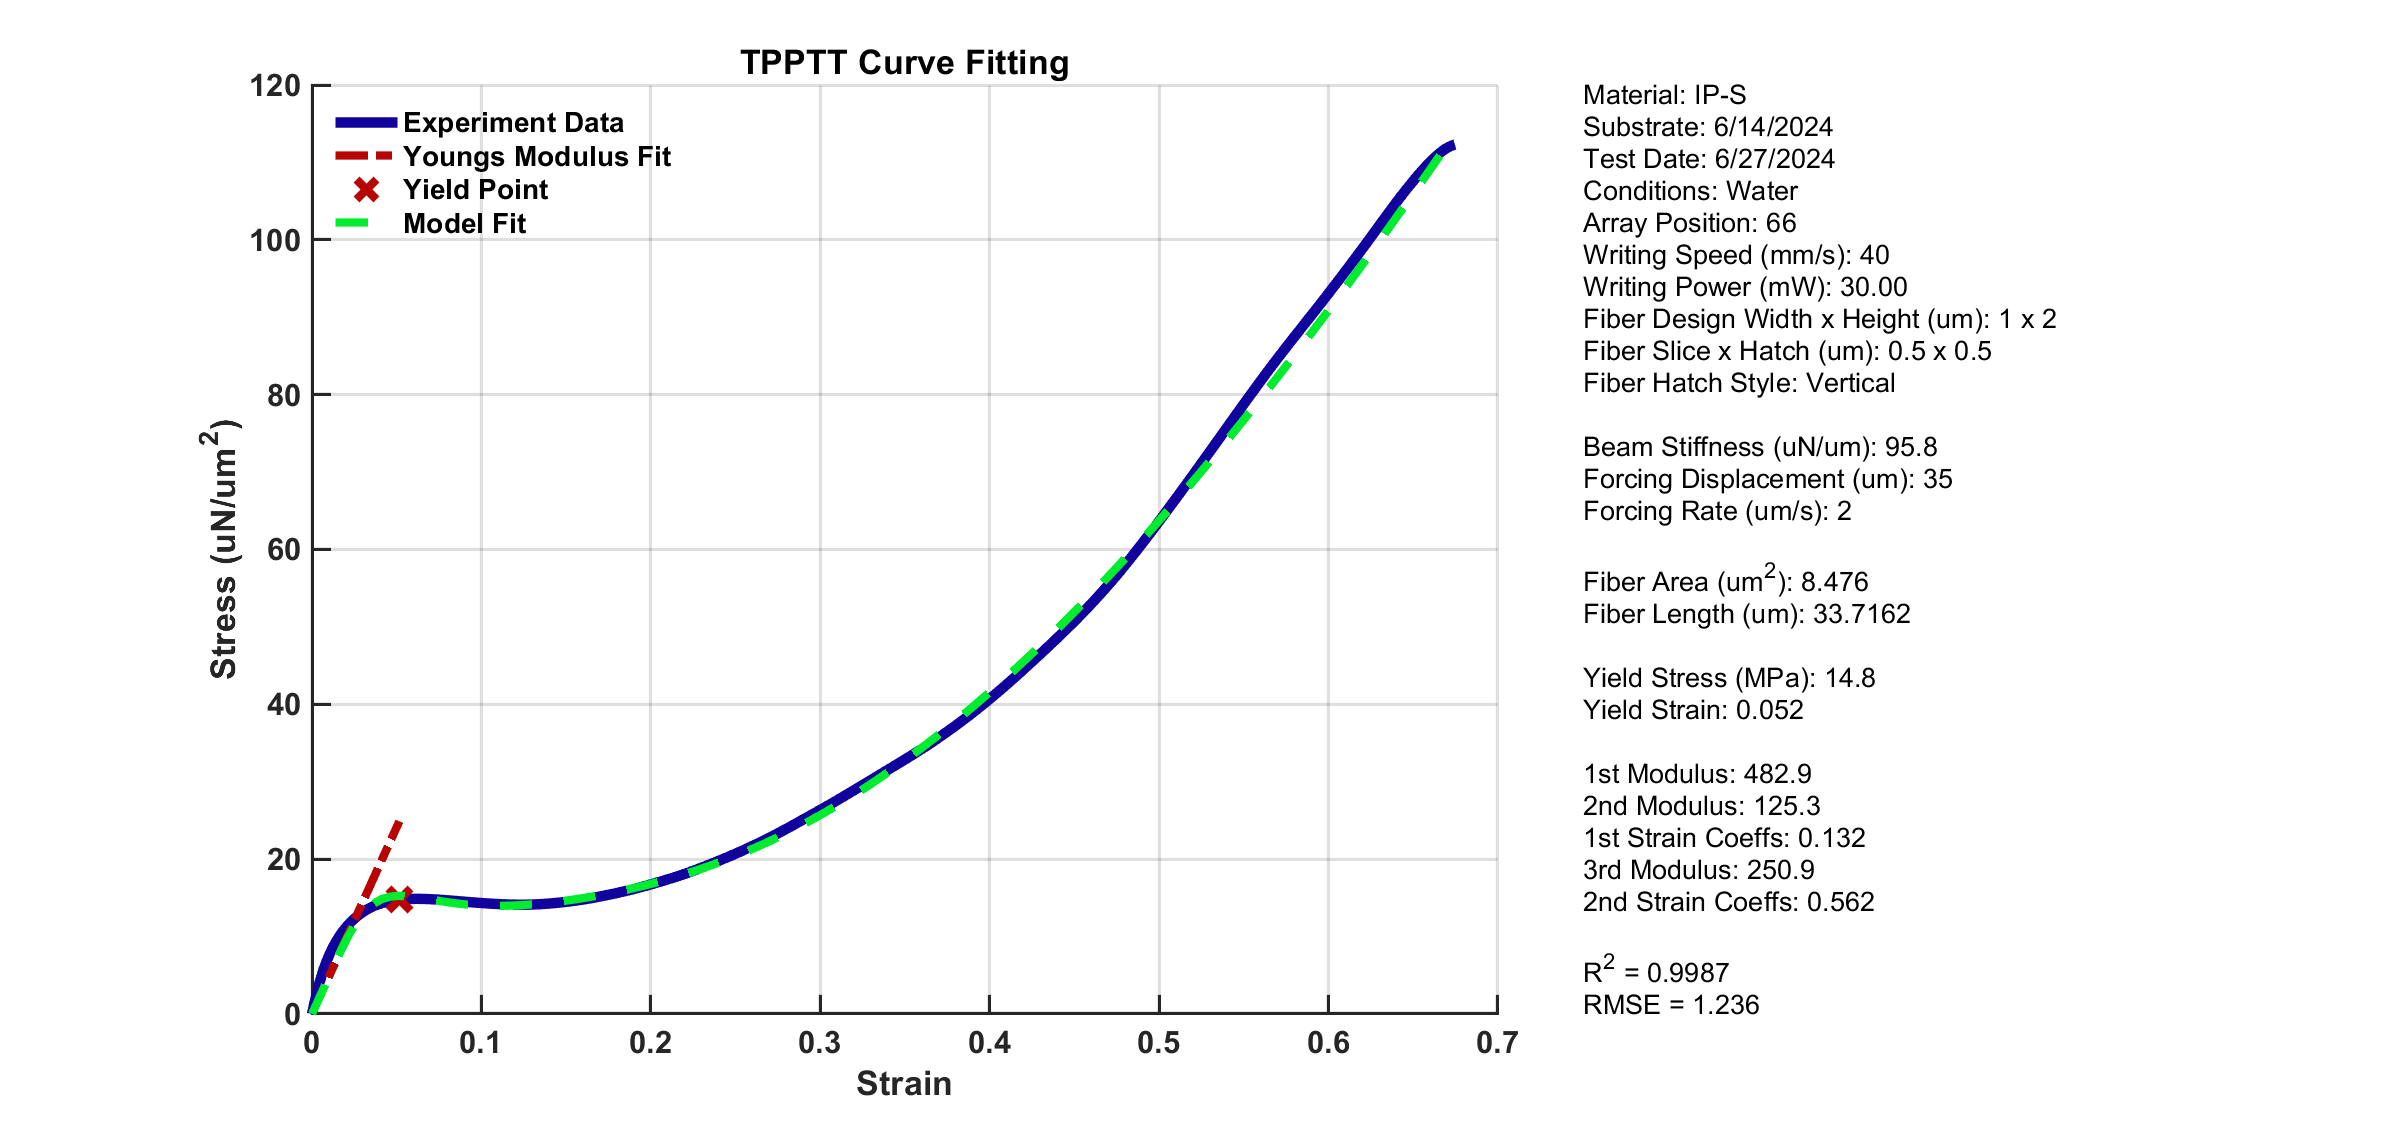 TPPTT Curve Fitting
120
100
80
60
40
20
0
Stress (uN/um²)
Experiment Data
Youngs Modulus Fit
Yield Point
Model Fit
0 0.1 0.2 0.3 0.4 0.5 0.6 0.7
Strain
Material: IP-S
Substrate: 6/14/2024
Test Date: 6/27/2024
Conditions: Water
Array Position: 66
Writing Speed (mm/s): 40
Writing Power (mW): 30.00
Fiber Design Width x Height (um): 1 x 2
Fiber Slice x Hatch (um): 0.5 x 0.5
Fiber Hatch Style: Vertical
Beam Stiffness (uN/um): 95.8
Forcing Displacement (um): 35
Forcing Rate (um/s): 2
Fiber Area (um²): 8.476
Fiber Length (um): 33.7162
Yield Stress (MPa): 14.8
Yield Strain: 0.052
1st Modulus: 482.9
2nd Modulus: 125.3
1st Strain Coeffs: 0.132
3rd Modulus: 250.9
2nd Strain Coeffs: 0.562
R² = 0.9987
RMSE = 1.236